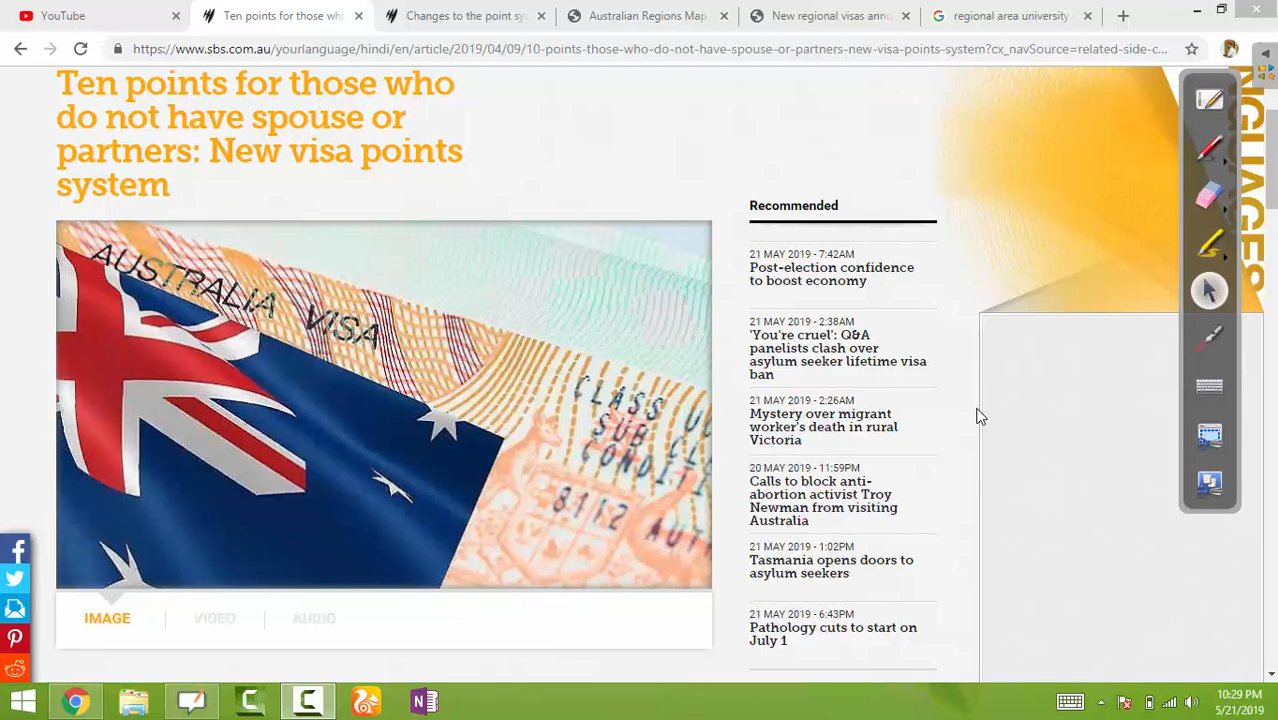 YouTube
Ten points for those who
Changes to the point sy
Australian Regions Map
New regional visas ann
regional area university
https://www.sbs.com.au/yourlanguage/hindi/en/article/2019/04/09/10-points-those-who-do-not-have-spouse-or-partners-new-visa-points-system?cx_navSource=related-side-c...
Ten points for those who
do not have spouse or
partners: New visa points
system
AUSTRALIA VISA
CLASS
SUB CL
CONDITI
8112 AUT
IMAGE
VIDEO
AUDIO
Recommended
21 MAY 2019 - 7:42AM
Post-election confidence
to boost economy
21 MAY 2019 - 2:38AM
'You're cruel': Q&A
panelists clash over
asylum seeker lifetime visa
ban
21 MAY 2019 - 2:26AM
Mystery over migrant
worker's death in rural
Victoria
20 MAY 2019 - 11:59PM
Calls to block anti-
abortion activist Troy
Newman from visiting
Australia
21 MAY 2019 - 1:02PM
Tasmania opens doors to
asylum seekers
21 MAY 2019 - 6:43PM
Pathology cuts to start on
July 1
10:29 PM
5/21/2019